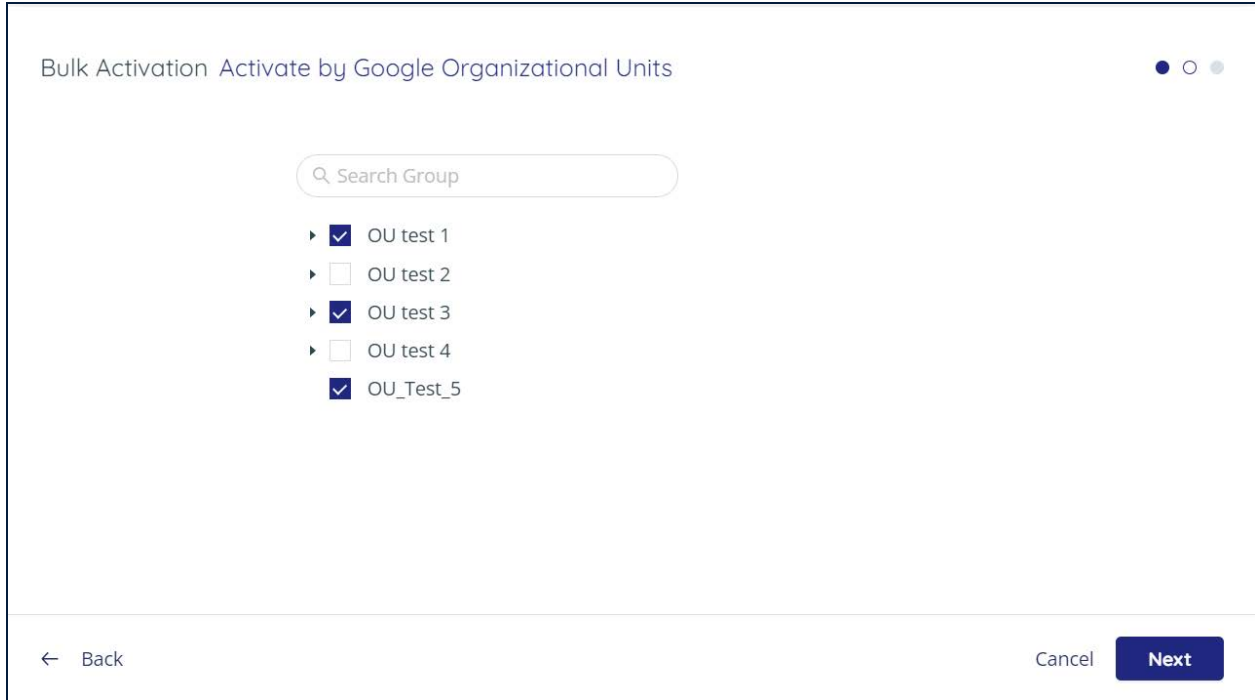 Bulk Activation Activate by Google Organizational Units
Search Group
OU test 1
OU test 2
OU test 3
OU test 4
OU_Test_5
← Back Cancel Next